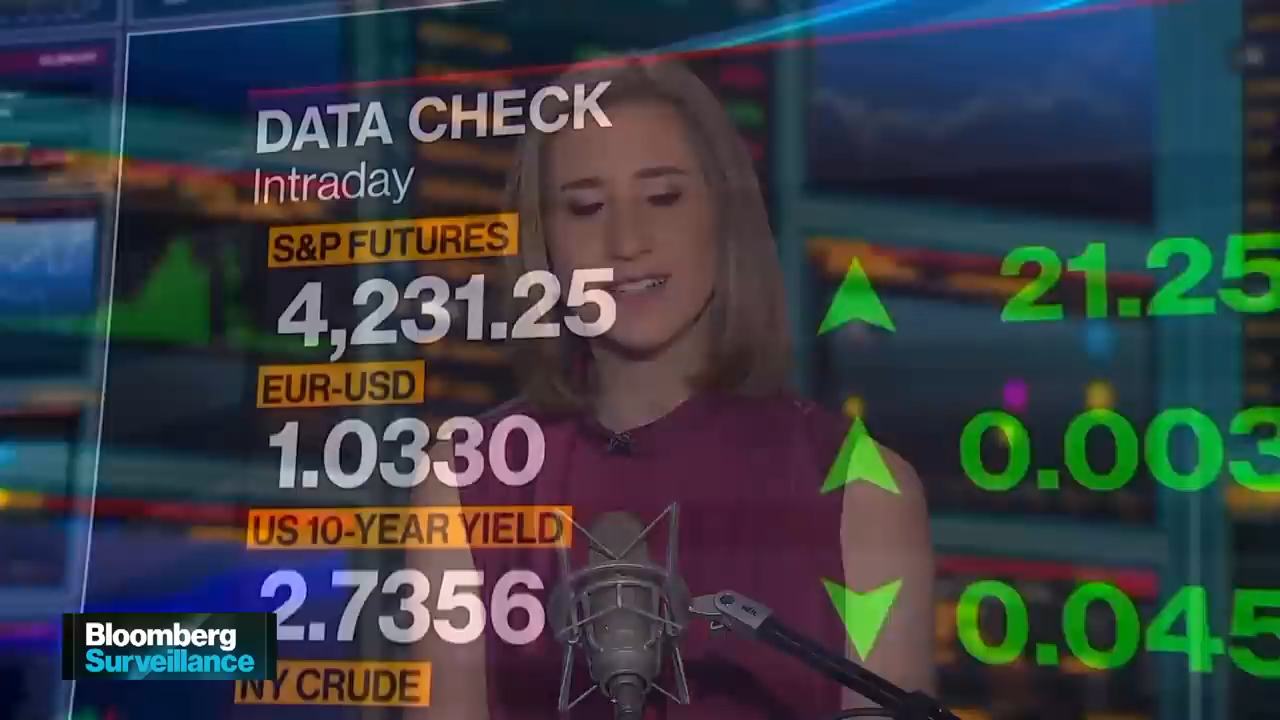 DATA CHECK
Intraday
S&P FUTURES
4,231.25
21.25
EUR-USD
1.0330
0.003
US 10-YEAR YIELD
2.7356
0.045
NY CRUDE
Bloomberg
Surveillance